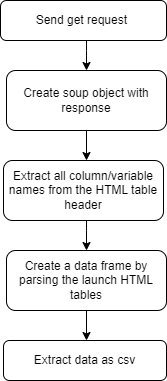 Send get request
Create soup object with
response
Extract all column/variable
names from the HTML table
header
Create a data frame by
parsing the launch HTML
tables
Extract data as csv